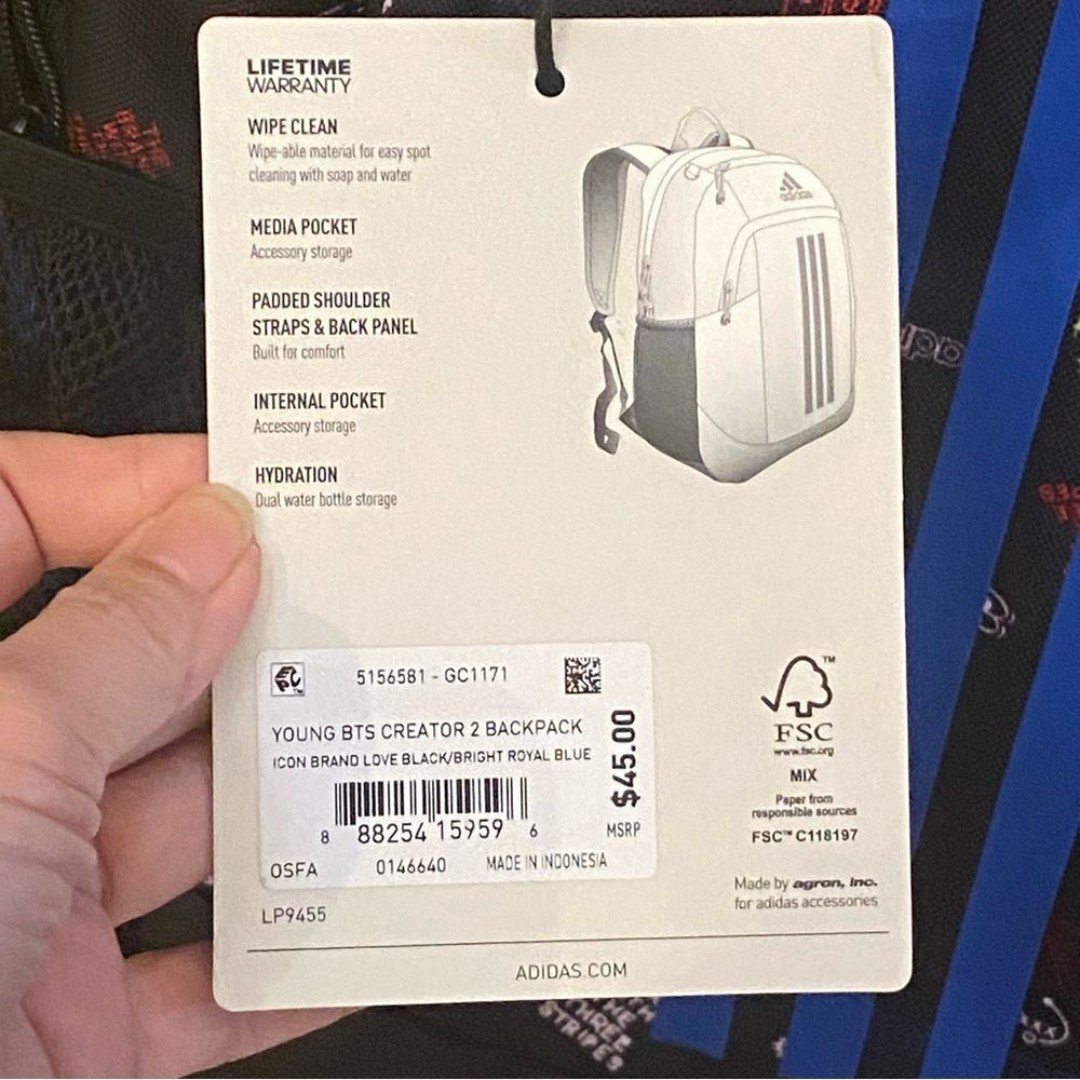 LIFETIME
WARRANTY
WIPE CLEAN
Wipe-able material for easy spot
cleaning with soap and water
MEDIA POCKET
Accessory storage
PADDED SHOULDER
STRAPS & BACK PANEL
Built for comfort
INTERNAL POCKET
Accessory storage
HYDRATION
Dual water bottle storage
adidas
5156581 - GC1171
YOUNG BTS CREATOR 2 BACKPACK
ICON BRAND LOVE BLACK/BRIGHT ROYAL BLUE
8 88254 15959 6
$45.00
MSRP
OSFA 0146640 MADE IN INDONESIA
LP9455
FSC™
www.fsc.org
MIX
Paper from
responsible sources
FSC™ C118197
Made by agron, inc.
for adidas accessories
ADIDAS.COM
THREE
STRIPES